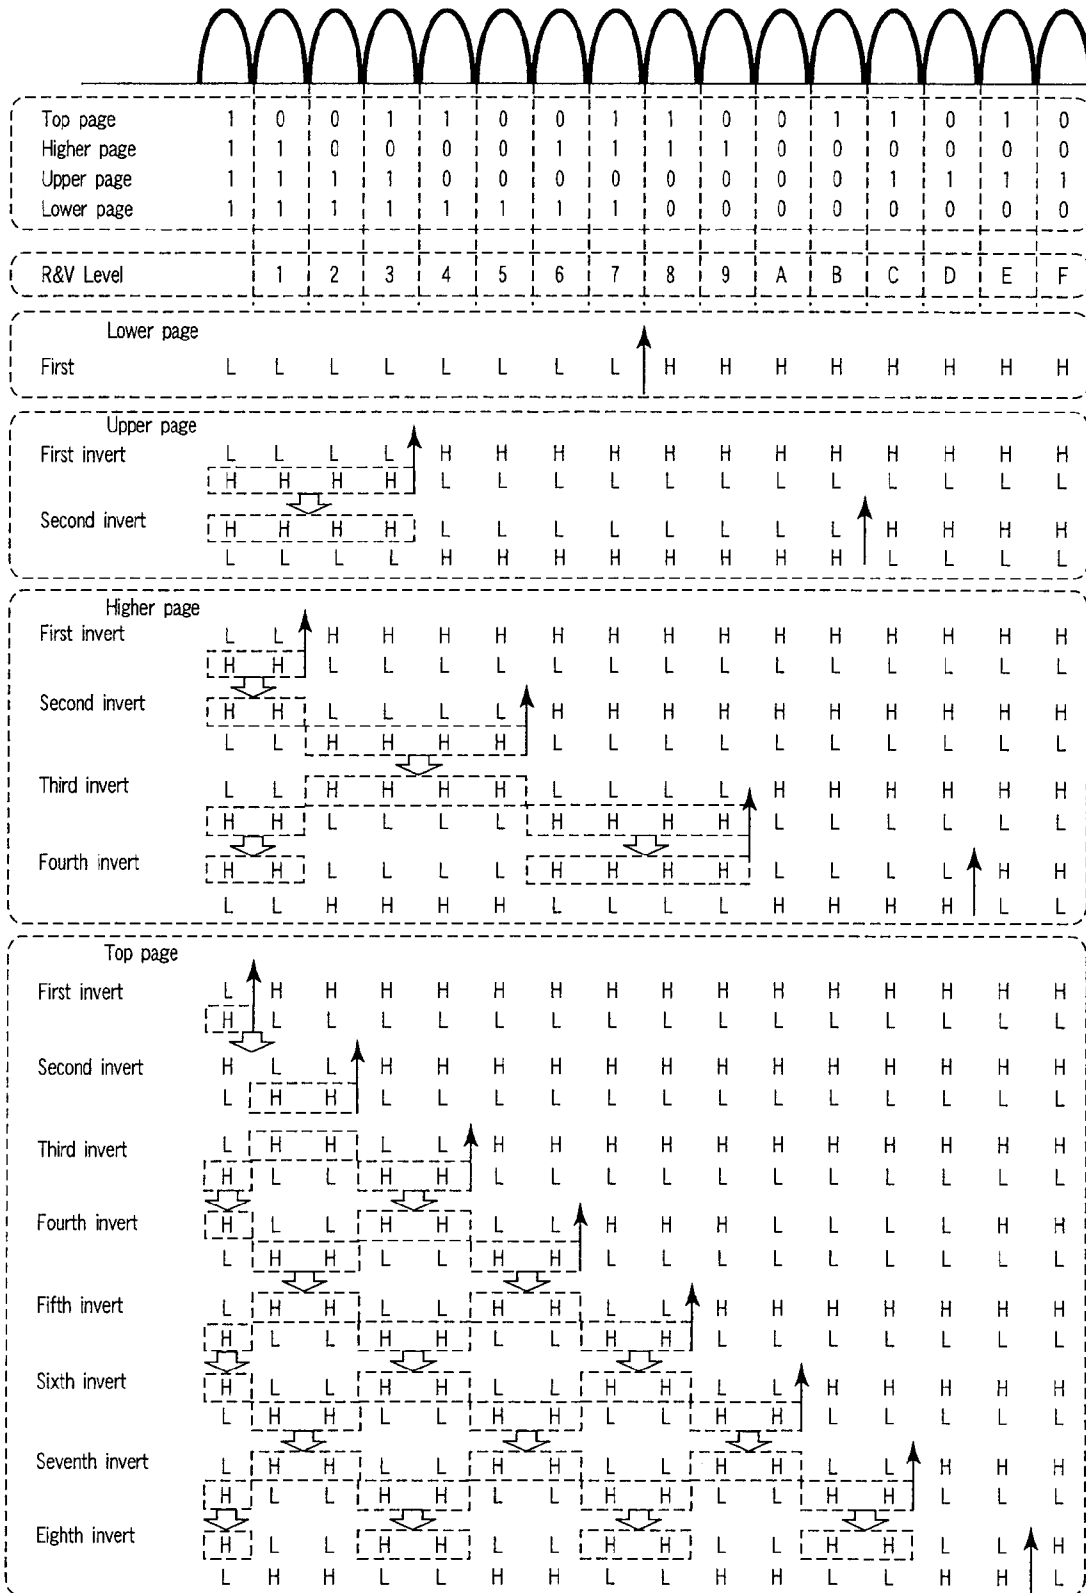 Top page 1 0 0 1 1 0 0 1 1 0 0 1 1 0 1 0
Higher page 1 1 0 0 0 0 1 1 1 1 0 0 0 0 0 0
Upper page 1 1 1 1 0 0 0 0 0 0 0 0 1 1 1 1
Lower page 1 1 1 1 1 1 1 1 0 0 0 0 0 0 0 0
R&V Level 1 2 3 4 5 6 7 8 9 A B C D E F
Lower page
First L L L L L L L L H H H H H H H H
Upper page
First invert L L L L H H H H H H H H H H H H
H H H H L L L L L L L L L L L L
Second invert H H H H L L L L L L L L H H H H
L L L L H H H H H H H H L L L L
Higher page
First invert L L H H H H H H H H H H H H H H
H H L L L L L L L L L L L L L L
Second invert H H L L L L H H H H H H H H H H
L L H H H H L L L L L L L L L L
Third invert L L H H H H L L L L H H H H H H
H H L L L L H H H H L L L L L L
Fourth invert H H L L L L H H H H L L L L H H
L L H H H H L L L L H H H H L L
Top page
First invert L H H H H H H H H H H H H H H H
H L L L L L L L L L L L L L L L
Second invert H L L H H H H H H H H H H H H H
L H H L L L L L L L L L L L L L
Third invert L H H L L H H H H H H H H H H H
H L L H H L L L L L L L L L L L
Fourth invert H L L H H L L H H H L L L L H H
L H H L L H H L L L L L L L L L
Fifth invert L H H L L H H L L H H H H H H H
H L L H H L L H H L L L L L L L
Sixth invert H L L H H L L H H L L H H H H H
L H H L L H H L L H H L L L L L
Seventh invert L H H L L H H L L H H L L H H H
H L L H H L L H H L L H H L L L
Eighth invert H L L H H L L H H L L H H L L H
L H H L L H H L L H H L L H H L